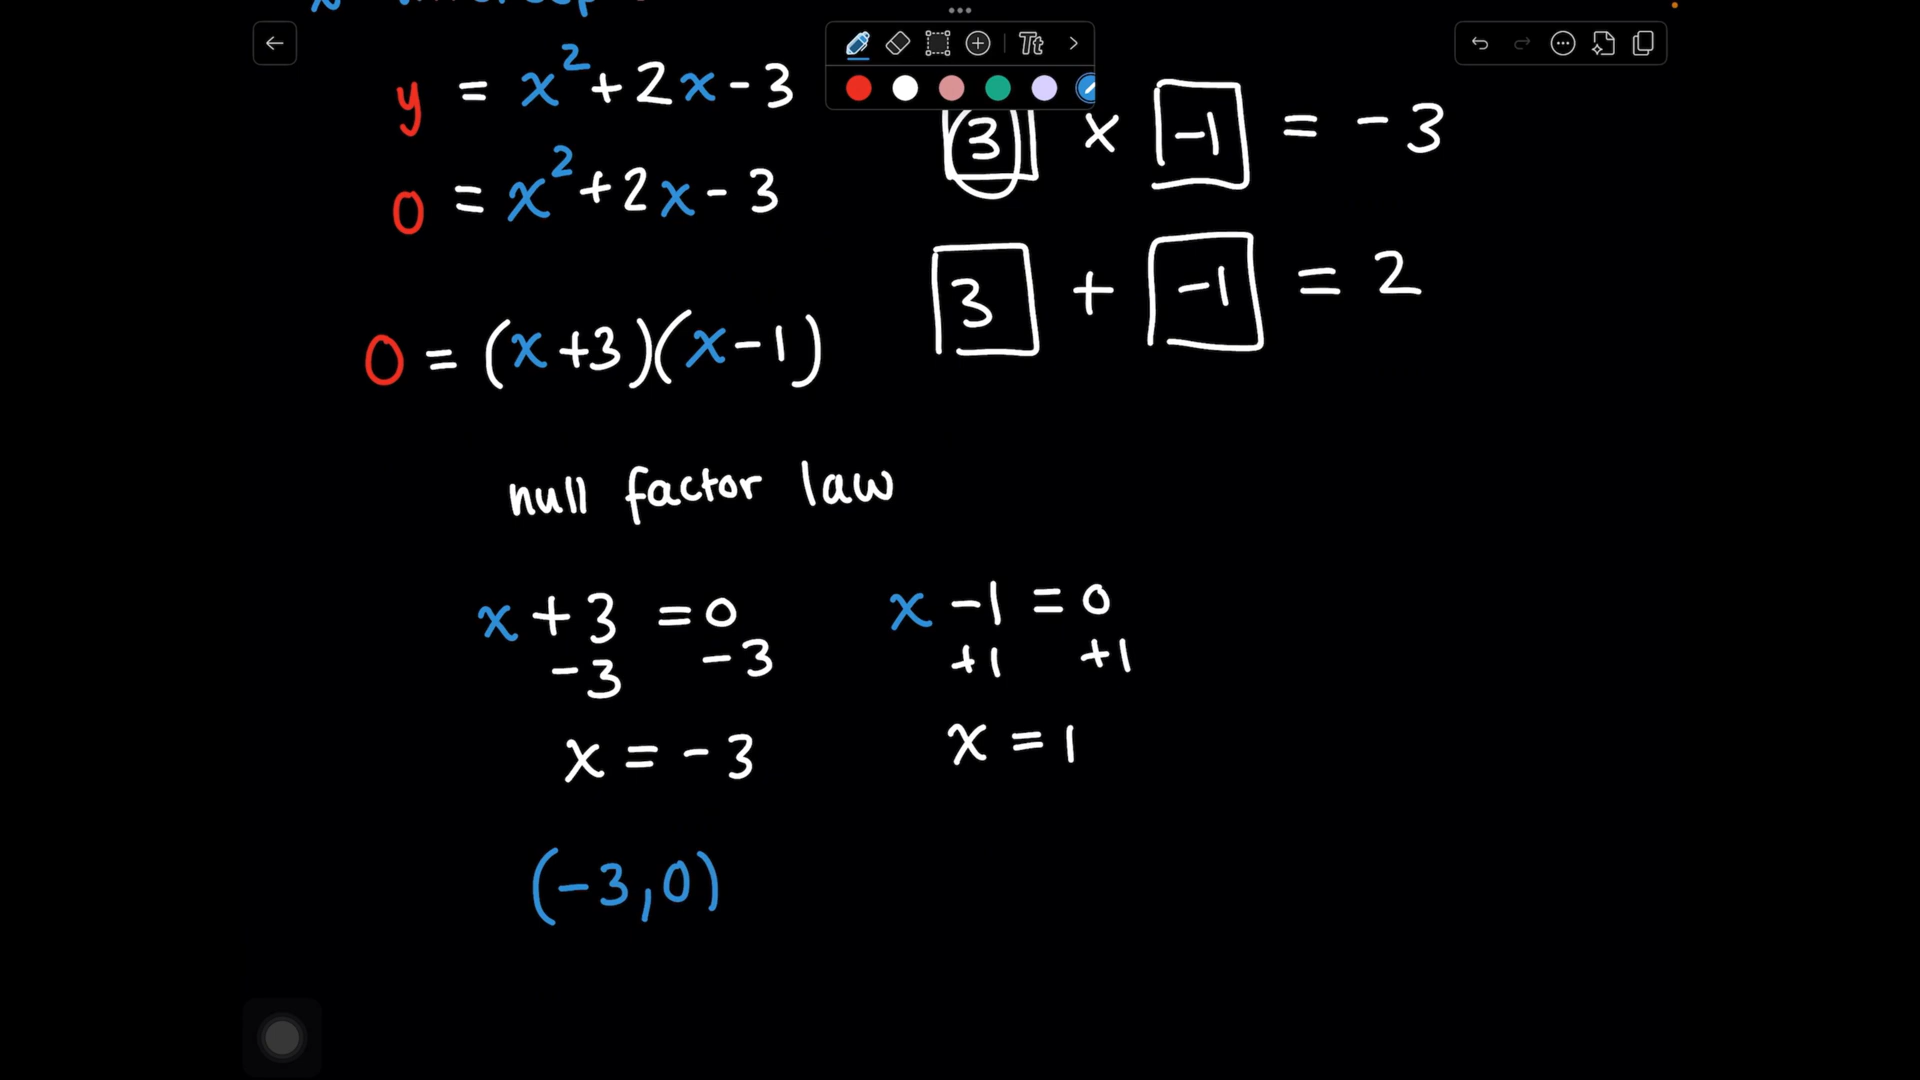 y = x² + 2x - 3
0 = x² + 2x - 3
0 = (x + 3)(x - 1)
Tt
3 x -1 = -3
3 + -1 = 2
null factor law
x + 3 = 0
-3 -3
x = -3
x - 1 = 0
+1 +1
x = 1
(-3, 0)